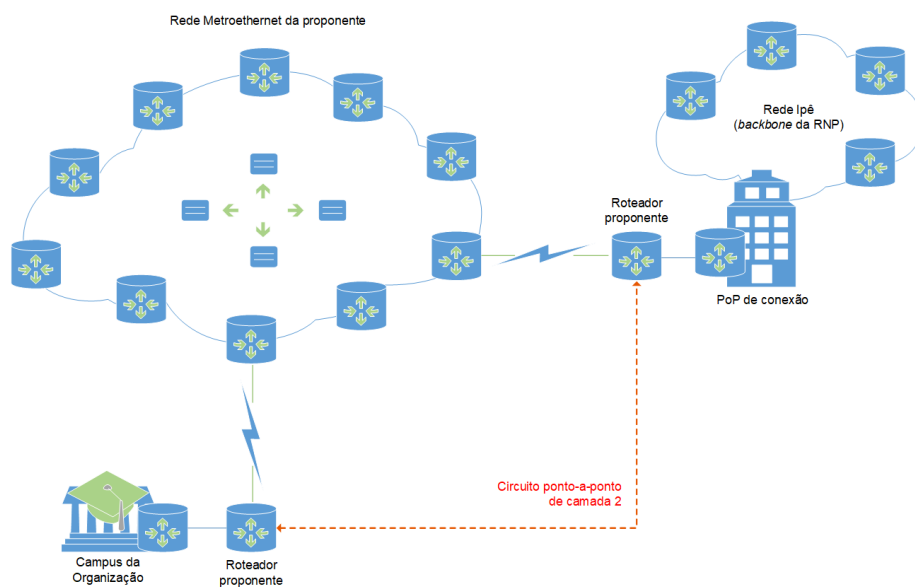 Rede Metroethernet da proponente
Rede Ipê
(backbone da RNP)
Roteador
proponente
PoP de conexão
Circuito ponto-a-ponto
de camada 2
Campus da
Organização
Roteador
proponente